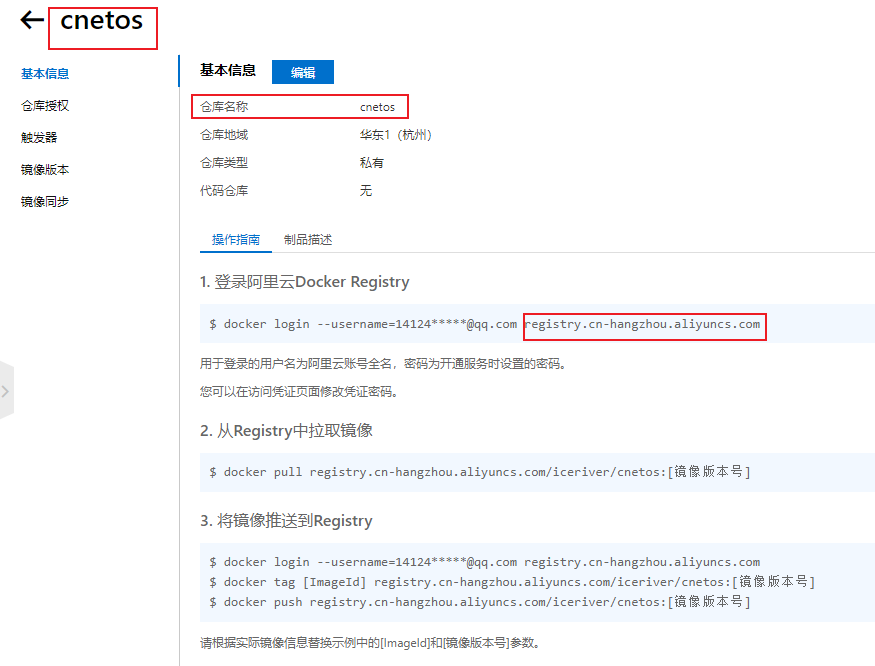 cnetos
基本信息
仓库授权
触发器
镜像版本
镜像同步
基本信息 编辑
仓库名称 cnetos
仓库地域 华东1（杭州）
仓库类型 私有
代码仓库 无
操作指南 制品描述
1. 登录阿里云Docker Registry
$ docker login --username=14124*****@qq.com registry.cn-hangzhou.aliyuncs.com
用于登录的用户名为阿里云账号全名，密码为开通服务时设置的密码。
您可以在访问凭证页面修改凭证密码。
2. 从Registry中拉取镜像
$ docker pull registry.cn-hangzhou.aliyuncs.com/iceriver/cnetos:[镜像版本号]
3. 将镜像推送到Registry
$ docker login --username=14124*****@qq.com registry.cn-hangzhou.aliyuncs.com
$ docker tag [ImageId] registry.cn-hangzhou.aliyuncs.com/iceriver/cnetos:[镜像版本号]
$ docker push registry.cn-hangzhou.aliyuncs.com/iceriver/cnetos:[镜像版本号]
请根据实际镜像信息替换示例中的[ImageId]和[镜像版本号]参数。